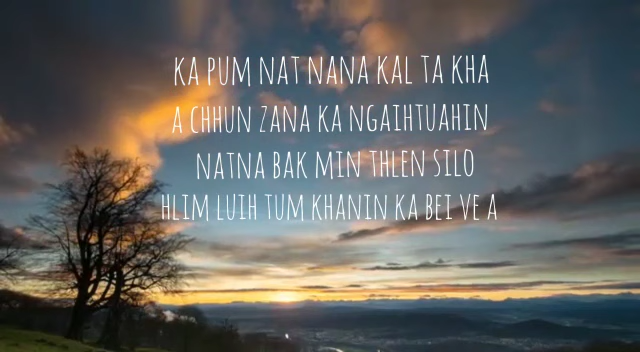 KA PUM NAT NANA KAL TA KHA
A CHHUN ZANA KA NGAIHTUAHIN
NATNA BAK MIN THLEN SILO
HLIM LUIH TUM KHANIN KA BEI VE A